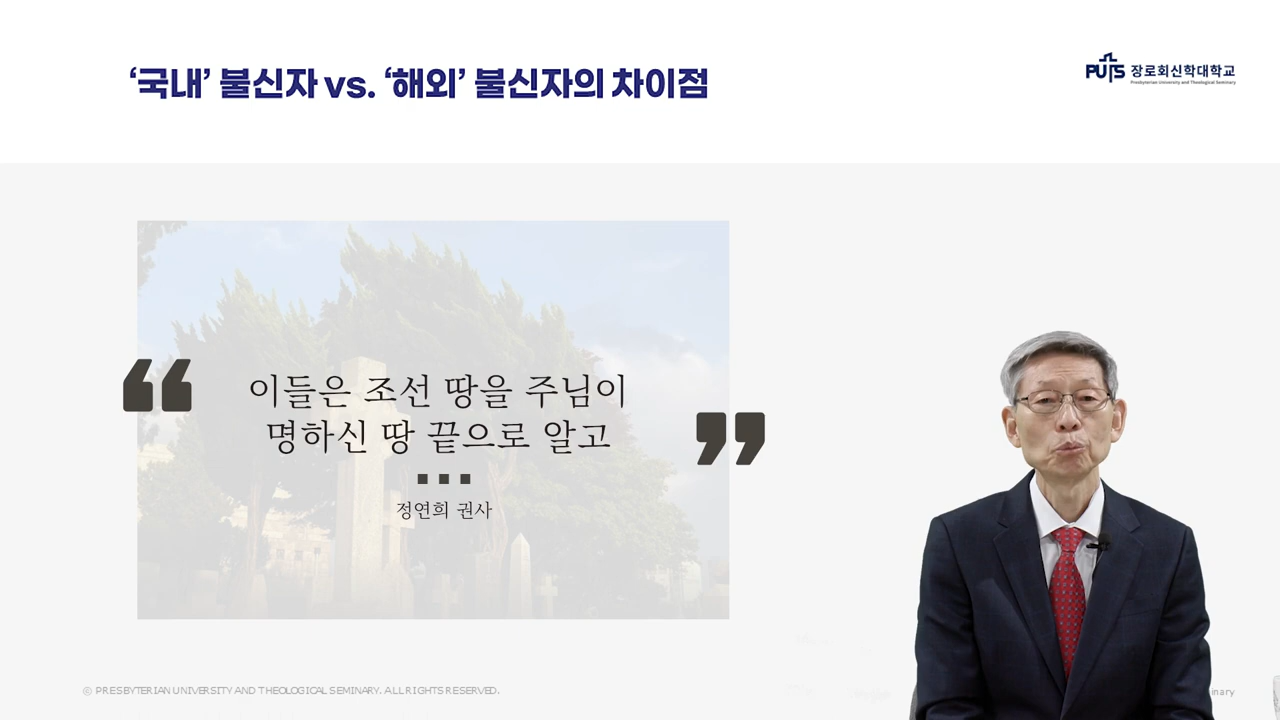 ‘국내’ 불신자 vs. ‘해외’ 불신자의 차이점
PUTS 장로회신학대학교
Presbyterian University and Theological Seminary
“
이들은 조선 땅을 주님이
명하신 땅 끝으로 알고
”
정연희 권사
© PRESBYTERIAN UNIVERSITY AND THEOLOGICAL SEMINARY. ALL RIGHTS RESERVED.
inary